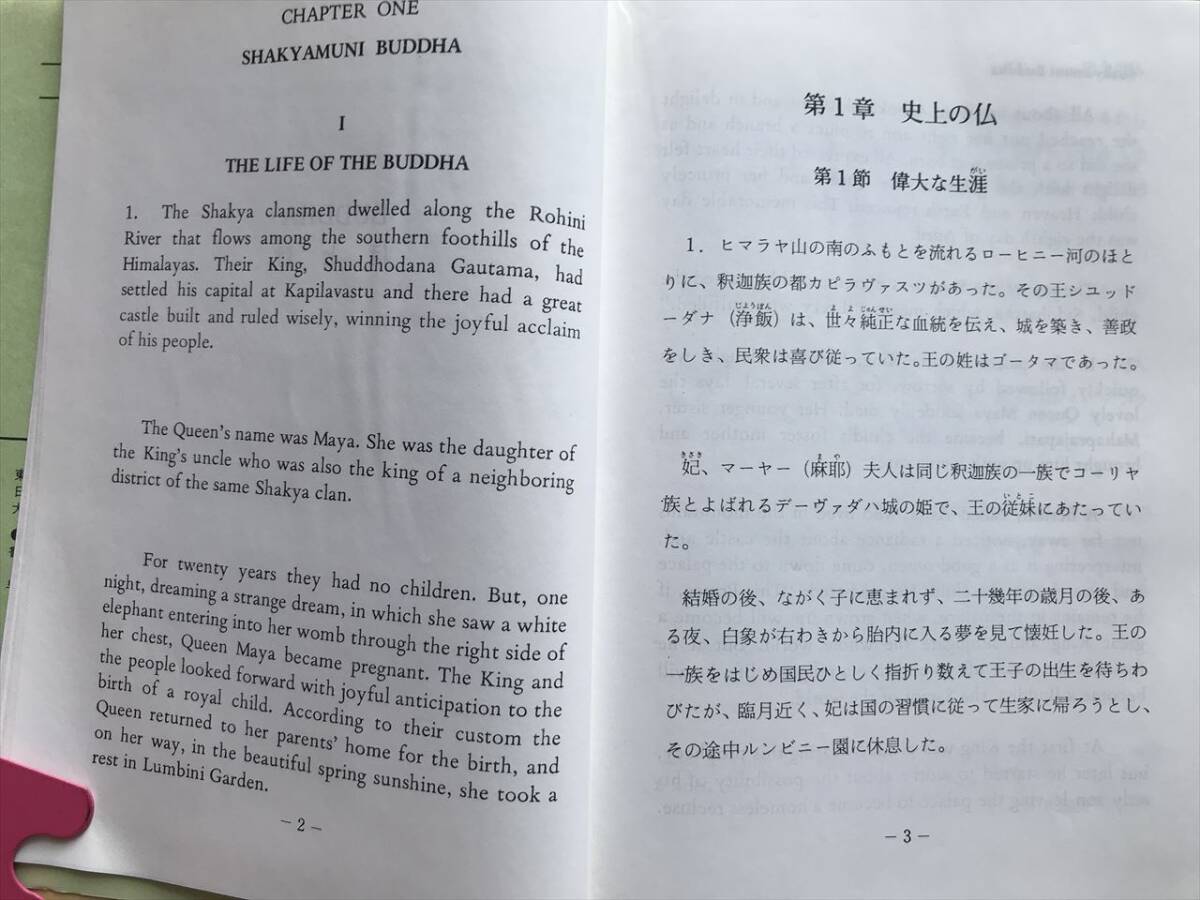 CHAPTER ONE
SHAKYAMUNI BUDDHA
I
THE LIFE OF THE BUDDHA
1. The Shakya clansmen dwelled along the Rohini
River that flows among the southern foothills of the
Himalayas. Their King, Shuddhodana Gautama, had
settled his capital at Kapilavastu and there had a great
castle built and ruled wisely, winning the joyful acclaim
of his people.
The Queen's name was Maya. She was the daughter of
the King's uncle who was also the king of a neighboring
district of the same Shakya clan.
For twenty years they had no children. But, one
night, dreaming a strange dream, in which she saw a white
elephant entering into her womb through the right side of
her chest, Queen Maya became pregnant. The King and
the people looked forward with joyful anticipation to the
birth of a royal child. According to their custom the
Queen returned to her parents' home for the birth, and
on her way, in the beautiful spring sunshine, she took a
rest in Lumbini Garden.
－2－
第1章 史上の仏
第1節 偉大な生涯
1. ヒマラヤ山の南のふもとを流れるローヒニー河のほと
りに、釈迦族の都カピラヴァスツがあった。その王シユッド
ーダナ（浄飯）は、世々純正な血統を伝え、城を築き、善政
をしき、民衆は喜び従っていた。王の姓はゴータマであった。
妃、マーヤー（麻耶）夫人は同じ釈迦族の一族でコーリヤ
族とよばれるデーヴァダハ城の姫で、王の従妹にあたってい
た。
結婚の後、ながく子に恵まれず、二十幾年の歳月の後、あ
る夜、白象が右わきから胎内に入る夢を見て懐妊した。王の
一族をはじめ国民ひとしく指折り数えて王子の出生を待ちわ
びたが、臨月近く、妃は国の習慣に従って生家に帰ろうとし、
その途中ルンビニー園に休息した。
－3－